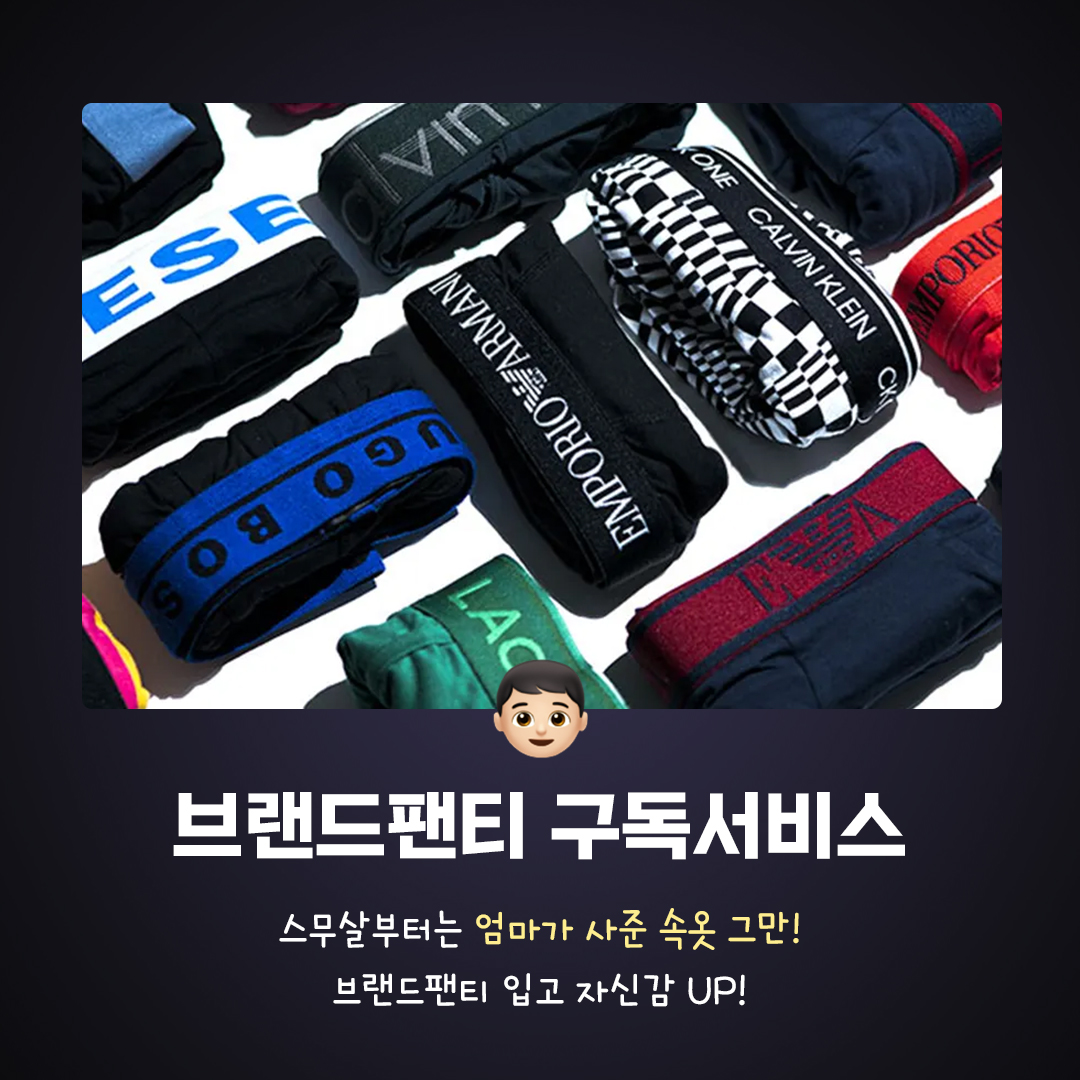 VIN
K ONE
CALVIN KLEIN
CK
ESE
EMPORIO
EMPORIO ARMANI
UGO BOS
LAC
브랜드팬티 구독서비스
스무살부터는 엄마가 사준 속옷 그만!
브랜드팬티 입고 자신감 UP!